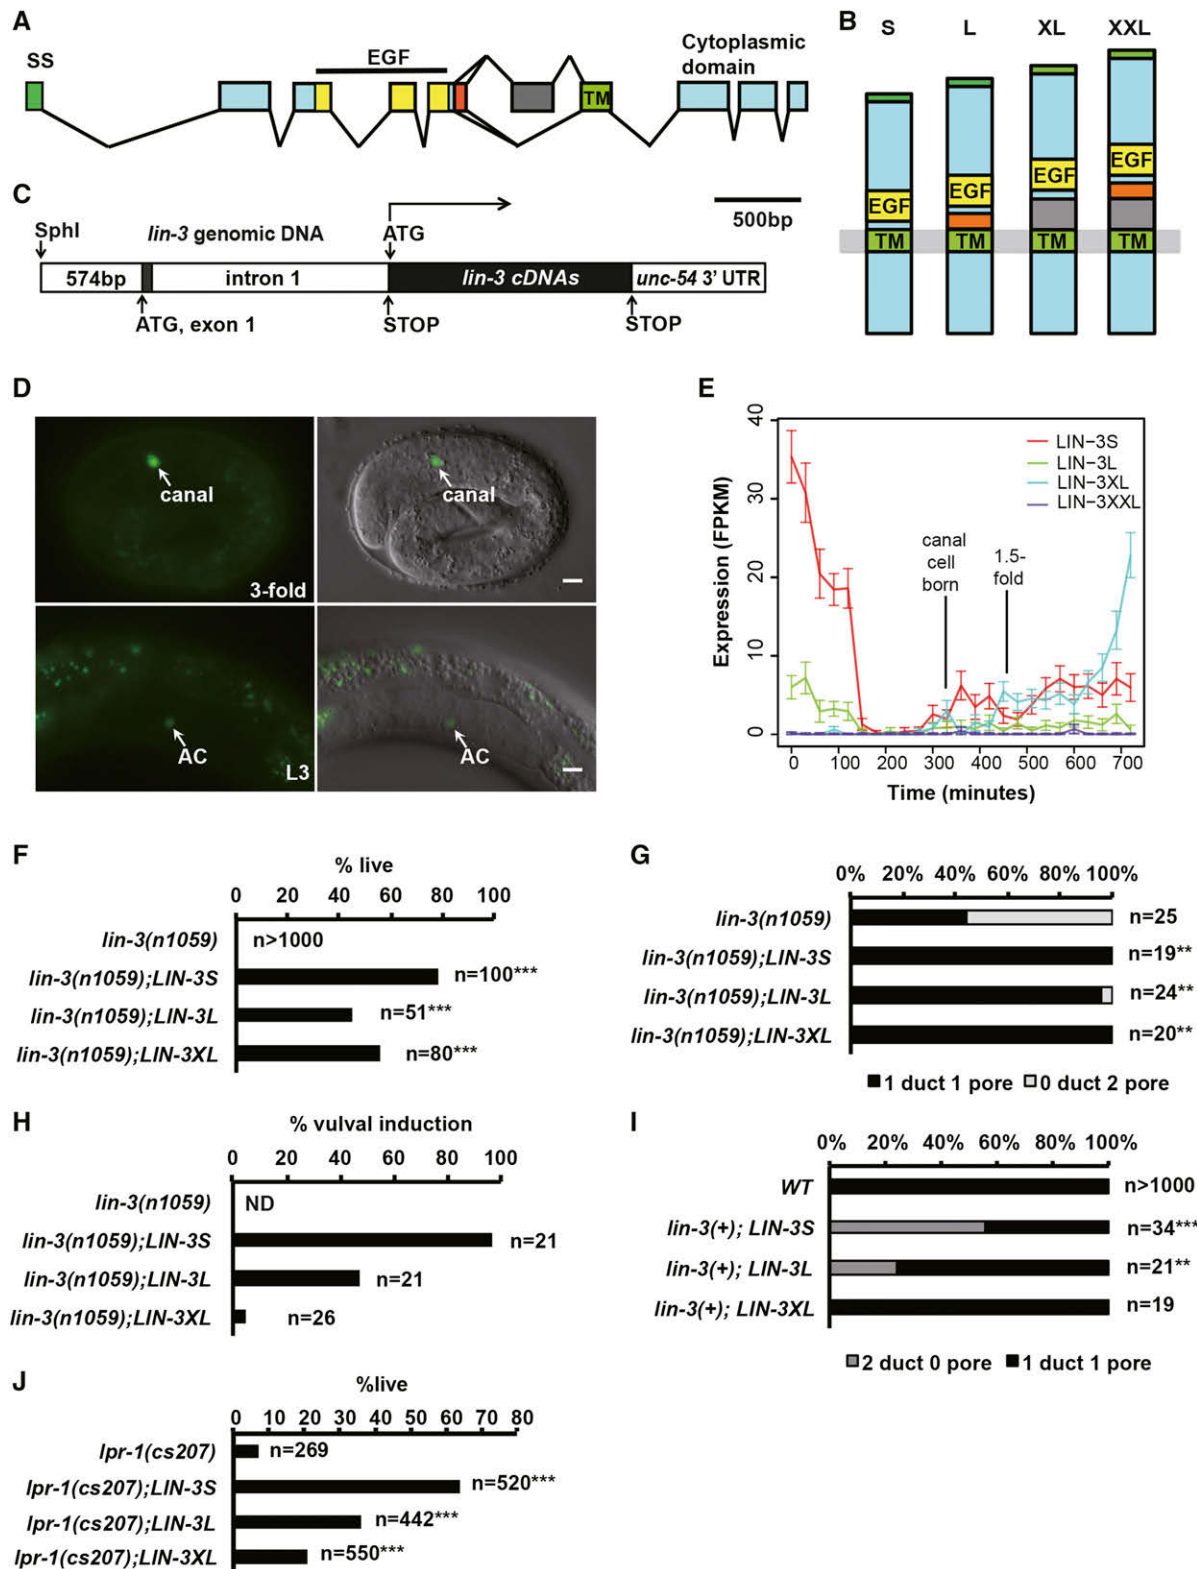 A
SS
EGF
Cytoplasmic
domain
TM
B
S L XL XXL
EGF
EGF
EGF
EGF
TM TM TM TM
C
500bp
SphI
lin-3 genomic DNA
ATG
574bp
intron 1
lin-3 cDNAs
unc-54 3' UTR
ATG, exon 1
STOP
STOP
D
canal
3-fold
canal
AC
L3
AC
E
Expression (FPKM)
40
30
20
10
0
LIN−3S
LIN−3L
LIN−3XL
LIN−3XXL
canal
cell
born
1.5-
fold
0 100 200 300 400 500 600 700
Time (minutes)
F
% live
0 20 40 60 80 100
lin-3(n1059) n>1000
lin-3(n1059);LIN-3S n=100***
lin-3(n1059);LIN-3L n=51***
lin-3(n1059);LIN-3XL n=80***
G
0% 20% 40% 60% 80% 100%
lin-3(n1059) n=25
lin-3(n1059);LIN-3S n=19**
lin-3(n1059);LIN-3L n=24**
lin-3(n1059);LIN-3XL n=20**
1 duct 1 pore 0 duct 2 pore
H
% vulval induction
0 20 40 60 80 100
lin-3(n1059) ND
lin-3(n1059);LIN-3S n=21
lin-3(n1059);LIN-3L n=21
lin-3(n1059);LIN-3XL n=26
I
0% 20% 40% 60% 80% 100%
WT n>1000
lin-3(+); LIN-3S n=34***
lin-3(+); LIN-3L n=21**
lin-3(+); LIN-3XL n=19
2 duct 0 pore 1 duct 1 pore
J
%live
0 10 20 30 40 50 60 70 80
lpr-1(cs207) n=269
lpr-1(cs207);LIN-3S n=520***
lpr-1(cs207);LIN-3L n=442***
lpr-1(cs207);LIN-3XL n=550***